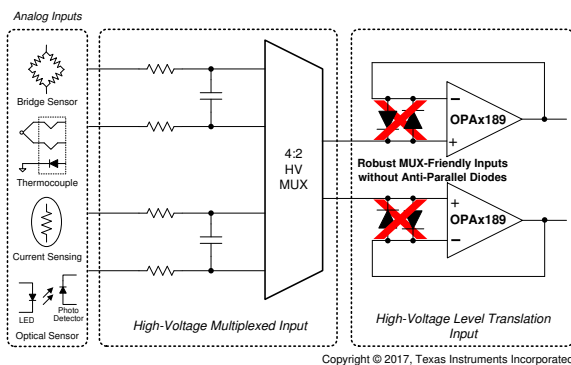 Analog Inputs
Bridge Sensor
Thermocouple
Current Sensing
LED
Photo
Detector
Optical Sensor
4:2
HV
MUX
High-Voltage Multiplexed Input
−
OPAx189
+
Robust MUX-Friendly Inputs
without Anti-Parallel Diodes
+
OPAx189
−
High-Voltage Level Translation
Input
Copyright © 2017, Texas Instruments Incorporated